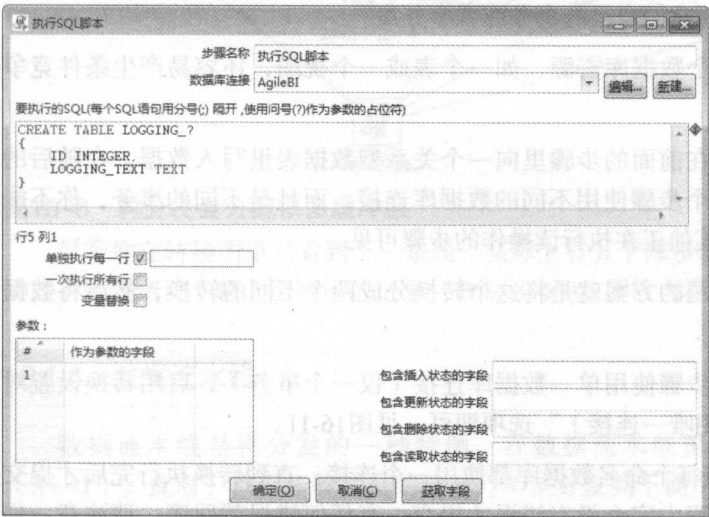 执行SQL脚本
步骤名称 执行SQL脚本
数据库连接 AgileBI 编辑... 新建...
要执行的SQL(每个SQL语句用分号(;) 隔开 ,使用问号(?)作为参数的占位符)
CREATE TABLE LOGGING_?
{
ID INTEGER,
LOGGING_TEXT TEXT
}
行5 列1
单独执行每一行
一次执行所有行
变量替换
参数：
# 作为参数的字段
1
包含插入状态的字段
包含更新状态的字段
包含删除状态的字段
包含读取状态的字段
确定(O) 取消(C) 获取字段